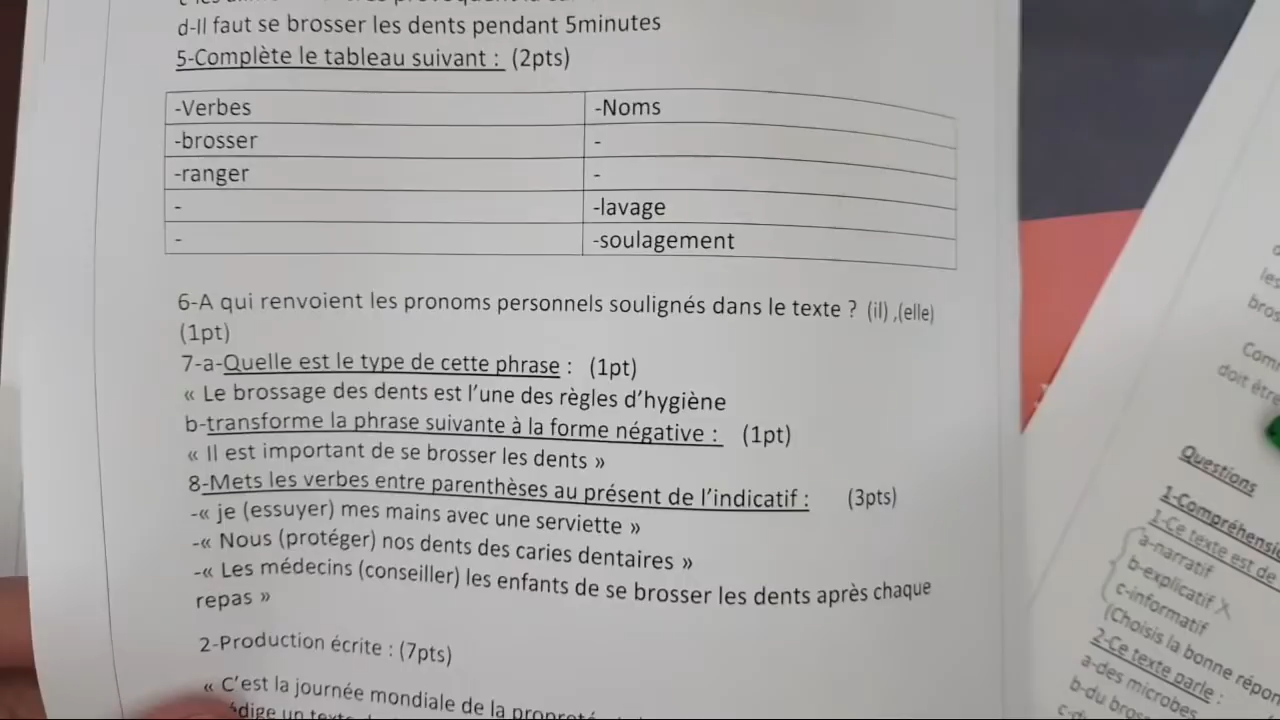 d-Il faut se brosser les dents pendant 5minutes
5-Complète le tableau suivant : (2pts)
-Verbes -Noms
-brosser -
-ranger -
- -lavage
- -soulagement
6-A qui renvoient les pronoms personnels soulignés dans le texte ? (il) ,(elle)
(1pt)
7-a-Quelle est le type de cette phrase : (1pt)
« Le brossage des dents est l'une des règles d'hygiène
b-transforme la phrase suivante à la forme négative : (1pt)
« Il est important de se brosser les dents »
8-Mets les verbes entre parenthèses au présent de l'indicatif : (3pts)
-« je (essuyer) mes mains avec une serviette »
-« Nous (protéger) nos dents des caries dentaires »
-« Les médecins (conseiller) les enfants de se brosser les dents après chaque
repas »
2-Production écrite : (7pts)
« C'est la journée mondiale de la propreté
un
les
doit être
Questions
1-Ce texte est de
a-narratif
b-explicatif X
c-informatif
(Choisis la bonne
2-Ce texte parle :
a-des microbes